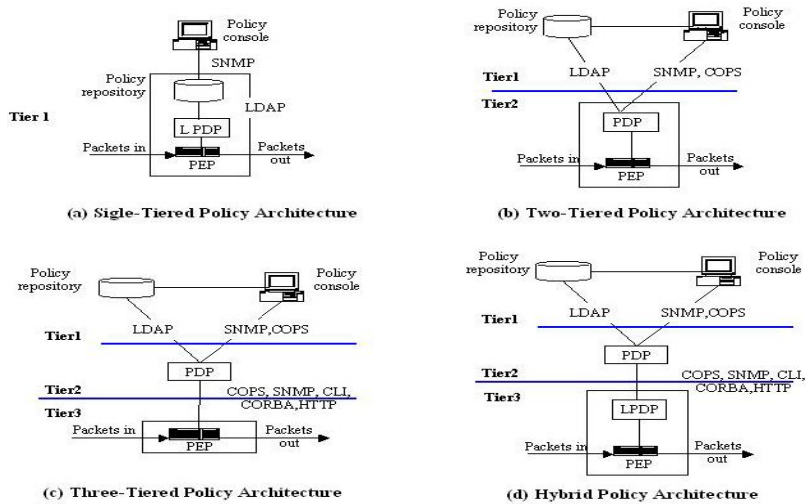 Policy
console
SNMP
Policy
repository
LDAP
Tier 1
L PDP
Packets in
Packets
out
PEP
(a) Sigle-Tiered Policy Architecture
Policy
repository
Policy
console
LDAP
SNMP, COPS
Tier1
Tier2
PDP
Packets in
Packets
out
PEP
(b) Two-Tiered Policy Architecture
Policy
repository
Policy
console
LDAP
SNMP,COPS
Tier1
PDP
Tier2
COPS, SNMP, CLI,
CORBA,HTTP
Tier3
Packets in
Packets
out
PEP
(c) Three-Tiered Policy Architecture
Policy
repository
Policy
console
LDAP
SNMP,COPS
Tier1
PDP
Tier2
COPS, SNMP, CLI,
CORBA,HTTP
Tier3
LPDP
Packets in
Packets
out
PEP
(d) Hybrid Policy Architecture